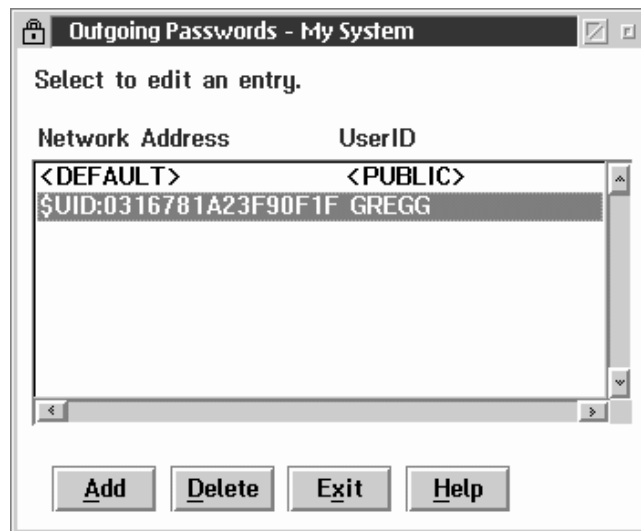 Outgoing Passwords - My System
Select to edit an entry.
Network Address UserID
<DEFAULT> <PUBLIC>
$UID:0316781A23F90F1F GREGG
Add Delete Exit Help